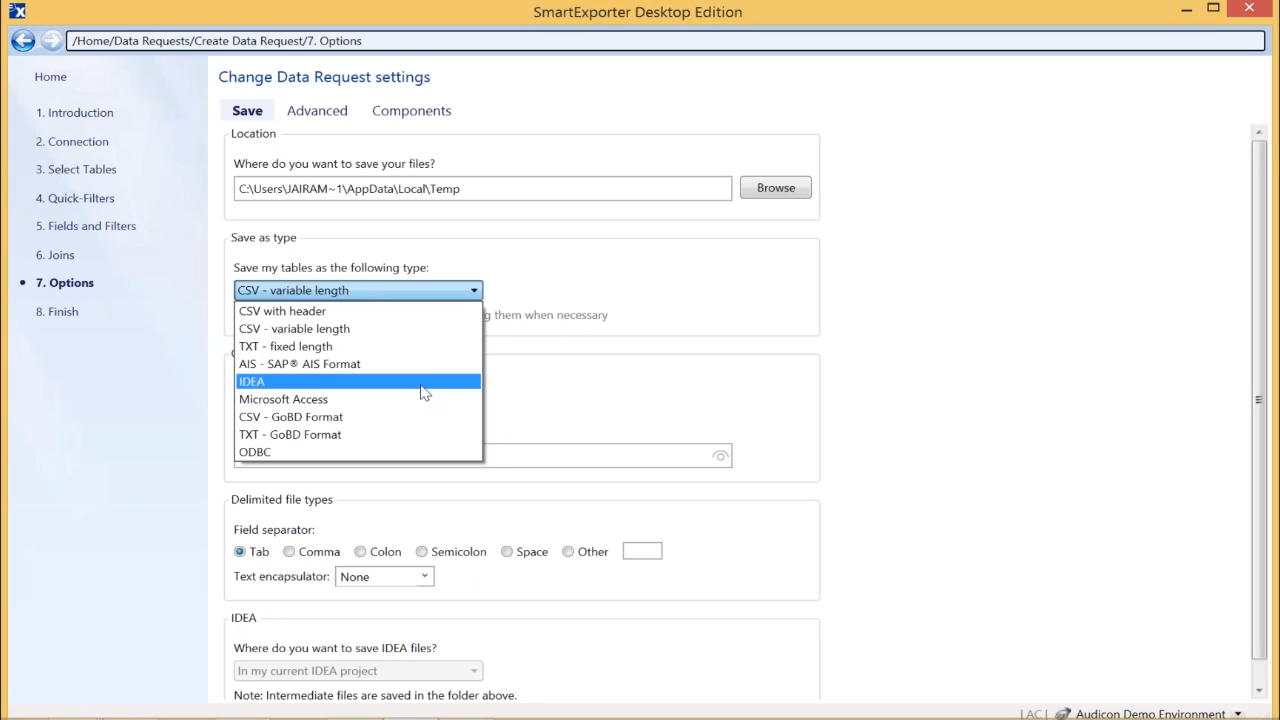 SmartExporter Desktop Edition
/Home/Data Requests/Create Data Request/7. Options
Home
1. Introduction
2. Connection
3. Select Tables
4. Quick-Filters
5. Fields and Filters
6. Joins
7. Options
8. Finish
Change Data Request settings
Save Advanced Components
Location
Where do you want to save your files?
C:\Users\JAIRAM~1\AppData\Local\Temp
Browse
Save as type
Save my tables as the following type:
CSV - variable length
CSV with header
CSV - variable length
TXT - fixed length
AIS - SAP® AIS Format
IDEA
Microsoft Access
CSV - GoBD Format
TXT - GoBD Format
ODBC
them when necessary
Delimited file types
Field separator:
Tab Comma Colon Semicolon Space Other
Text encapsulator: None
IDEA
Where do you want to save IDEA files?
In my current IDEA project
Note: Intermediate files are saved in the folder above.
|AC| Audicon Demo Environment